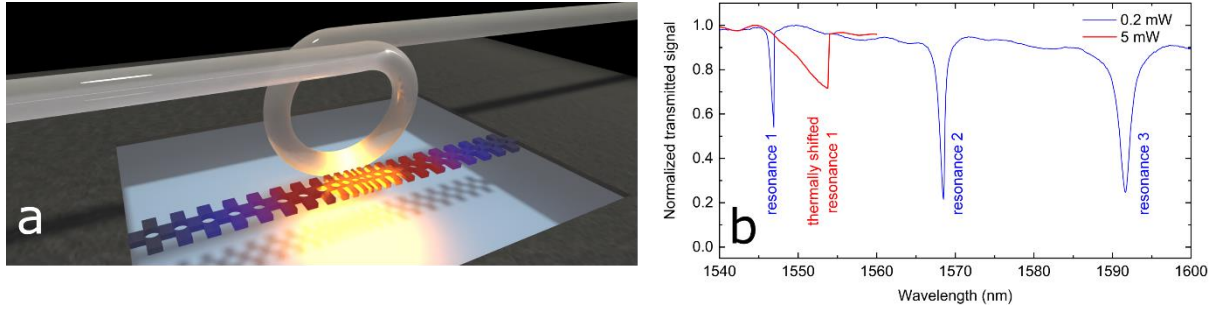 a
b
0.2 mW
5 mW
Normalized transmitted signal
1.0
0.8
0.6
0.4
0.2
0.0
resonance 1
thermally shifted
resonance 1
resonance 2
resonance 3
1540 1550 1560 1570 1580 1590 1600
Wavelength (nm)